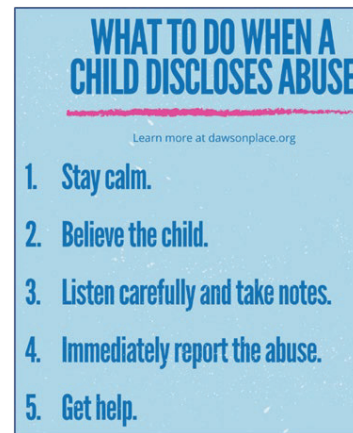 WHAT TO DO WHEN A
CHILD DISCLOSES ABUSE
Learn more at dawsonplace.org
1. Stay calm.
2. Believe the child.
3. Listen carefully and take notes.
4. Immediately report the abuse.
5. Get help.